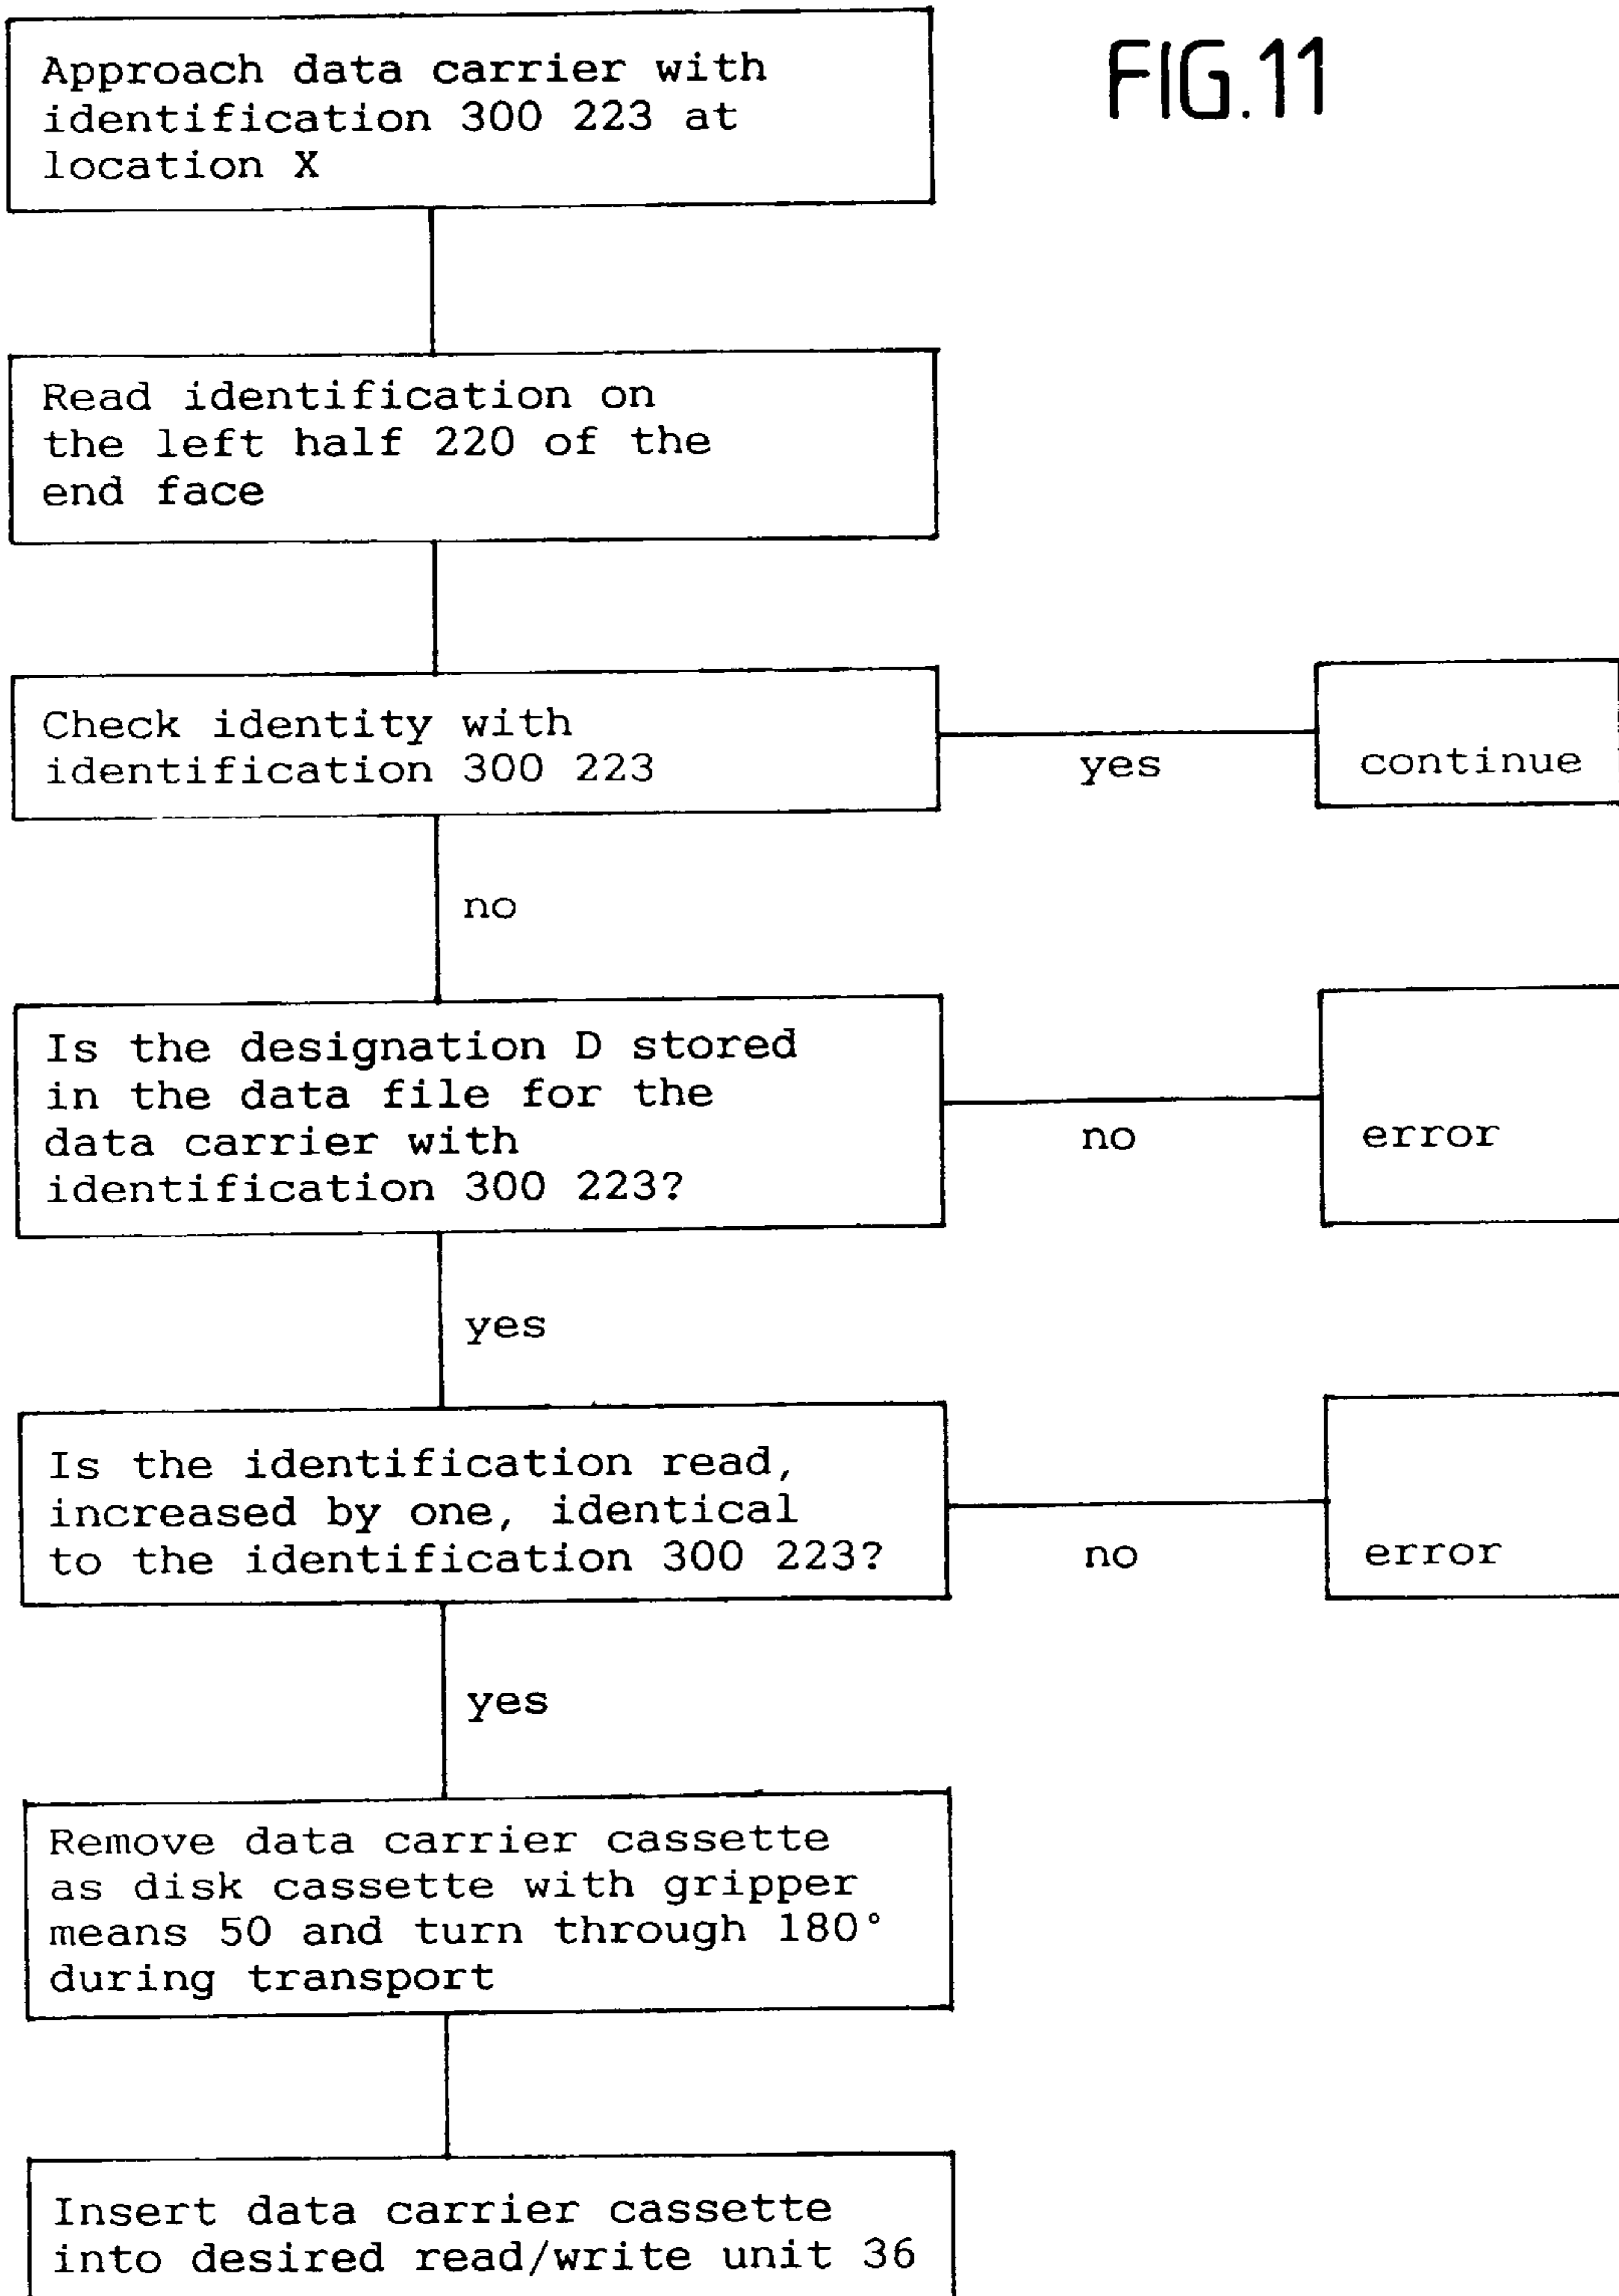 FIG.11
Approach data carrier with
identification 300 223 at
location X
Read identification on
the left half 220 of the
end face
Check identity with
identification 300 223
yes
continue
no
Is the designation D stored
in the data file for the
data carrier with
identification 300 223?
no
error
yes
Is the identification read,
increased by one, identical
to the identification 300 223?
no
error
yes
Remove data carrier cassette
as disk cassette with gripper
means 50 and turn through 180°
during transport
Insert data carrier cassette
into desired read/write unit 36